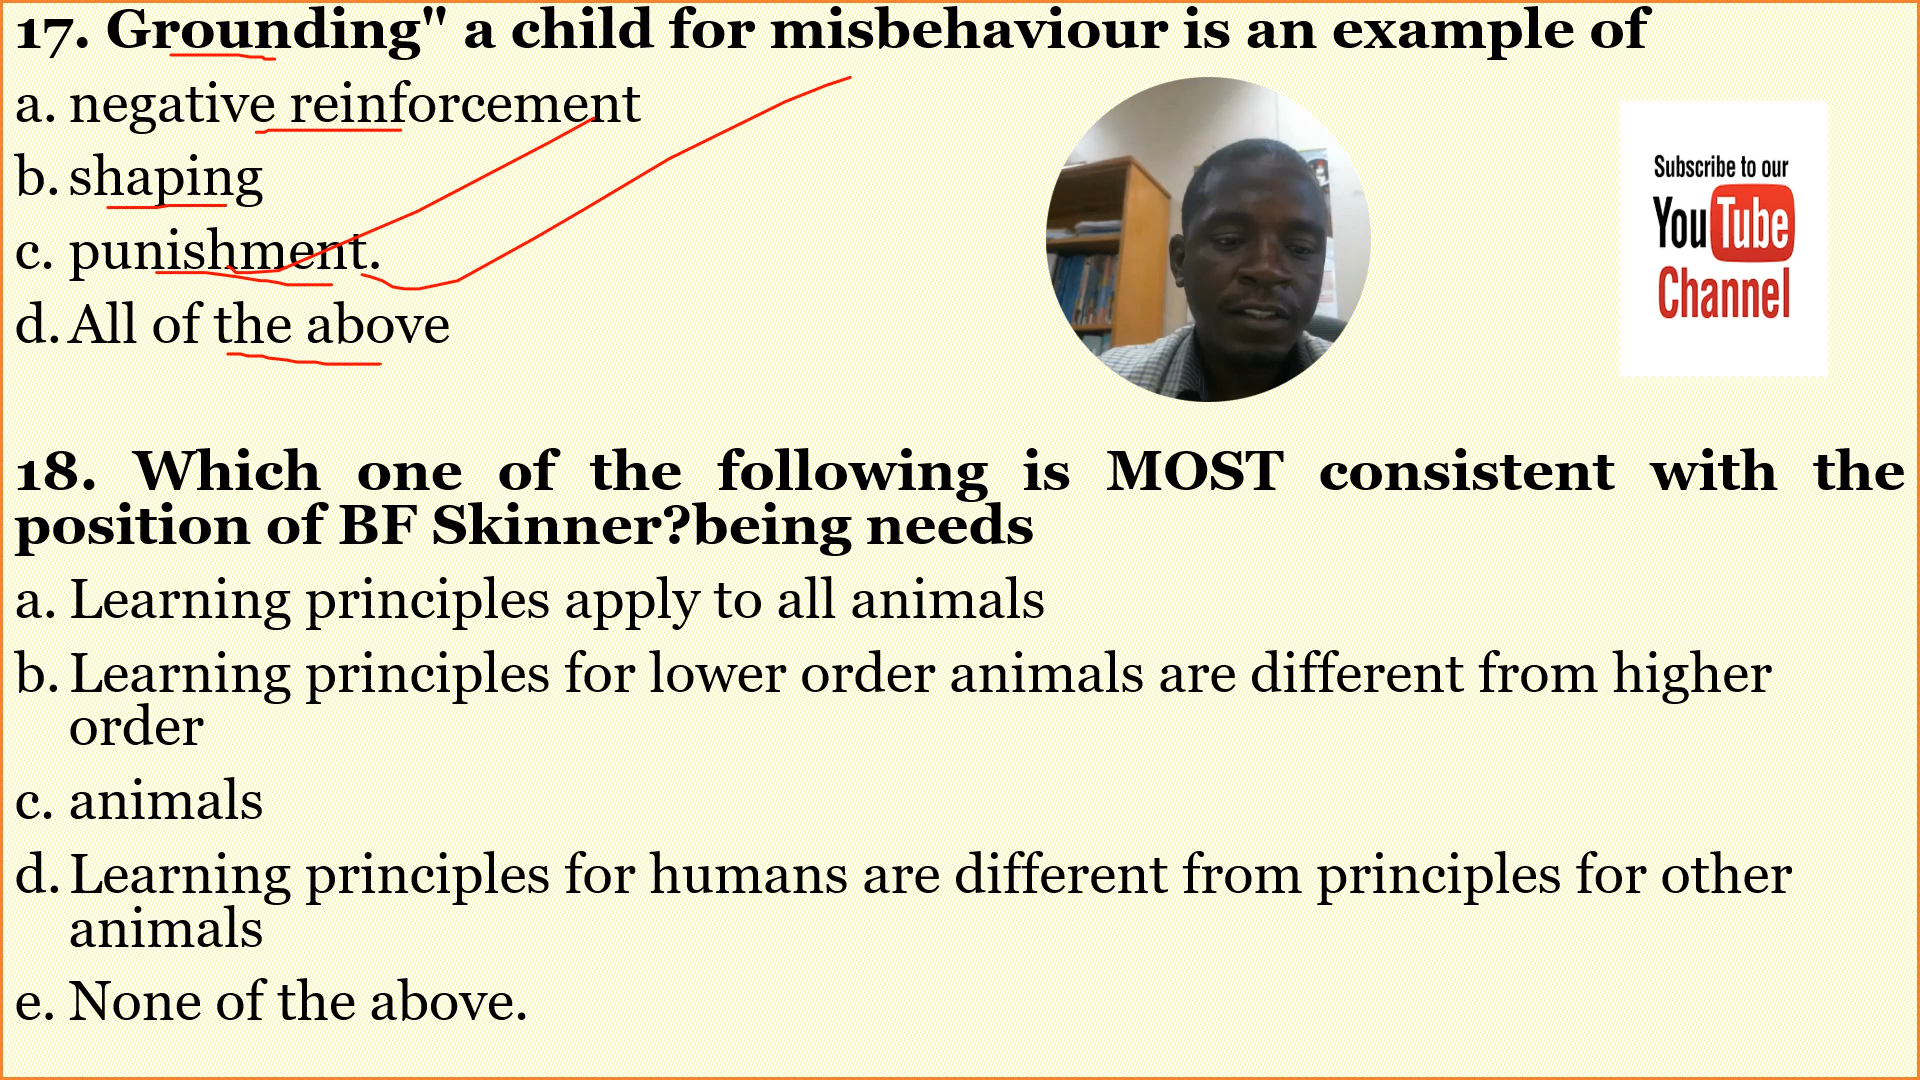 17. Grounding" a child for misbehaviour is an example of
a. negative reinforcement
b. shaping
c. punishment.
d. All of the above
Subscribe to our
YouTube
Channel
18. Which one of the following is MOST consistent with the
position of BF Skinner?being needs
a. Learning principles apply to all animals
b. Learning principles for lower order animals are different from higher
order
c. animals
d. Learning principles for humans are different from principles for other
animals
e. None of the above.